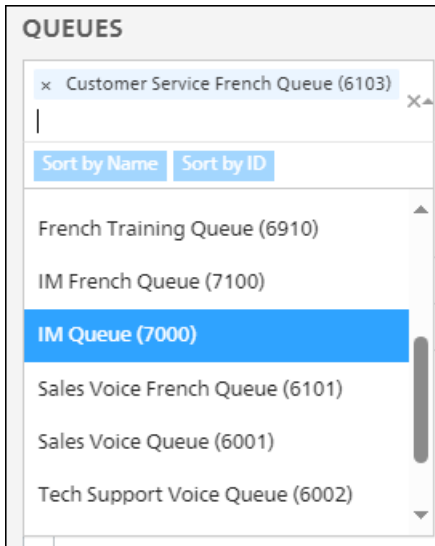 QUEUES
× Customer Service French Queue (6103)
Sort by Name Sort by ID
French Training Queue (6910)
IM French Queue (7100)
IM Queue (7000)
Sales Voice French Queue (6101)
Sales Voice Queue (6001)
Tech Support Voice Queue (6002)